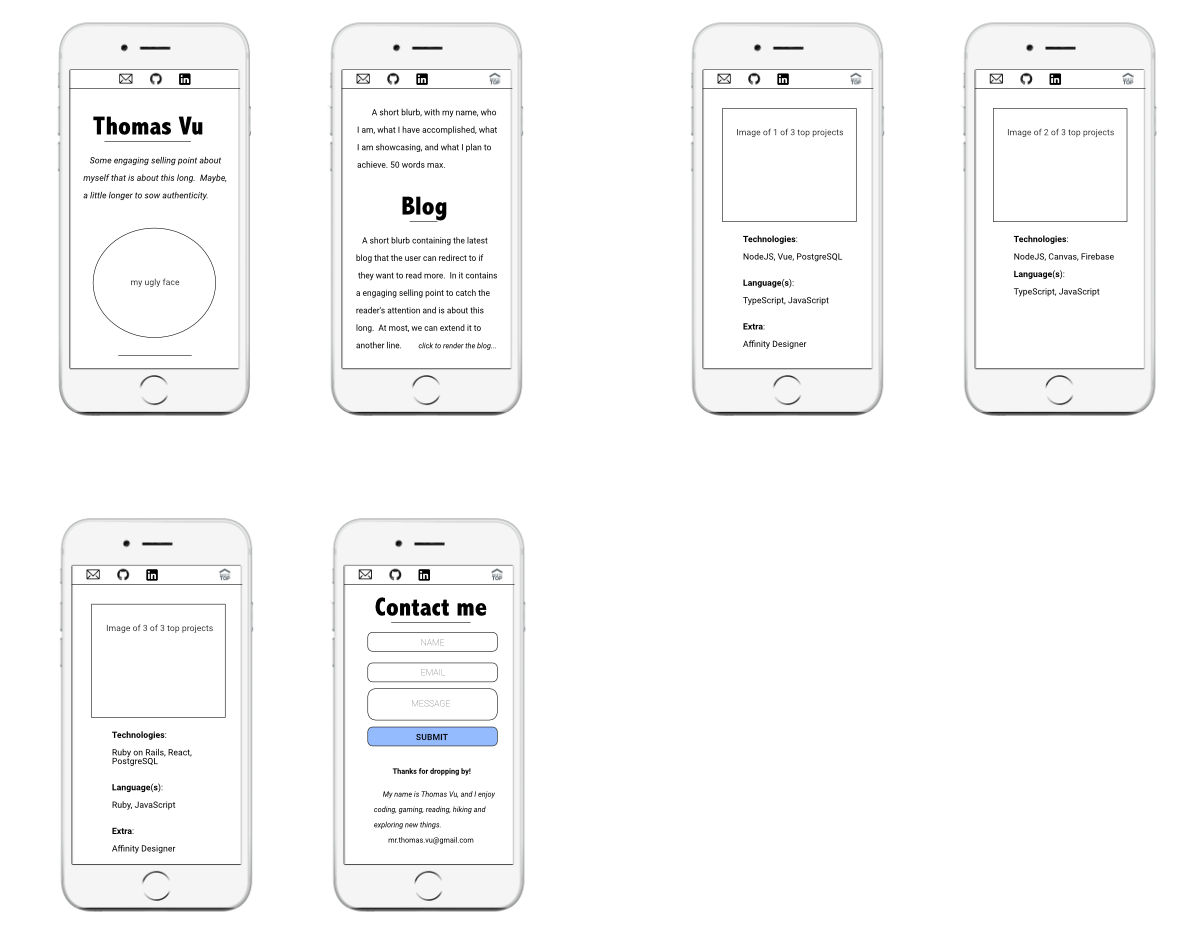 Thomas Vu
Some engaging selling point about
myself that is about this long. Maybe,
a little longer to sow authenticity.
my ugly face
TOP
A short blurb, with my name, who
I am, what I have accomplished, what
I am showcasing, and what I plan to
achieve. 50 words max.
Blog
A short blurb containing the latest
blog that the user can redirect to if
they want to read more. In it contains
a engaging selling point to catch the
reader's attention and is about this
long. At most, we can extend it to
another line. click to render the blog...
TOP
Image of 1 of 3 top projects
Technologies:
NodeJS, Vue, PostgreSQL
Language(s):
TypeScript, JavaScript
Extra:
Affinity Designer
TOP
Image of 2 of 3 top projects
Technologies:
NodeJS, Canvas, Firebase
Language(s):
TypeScript, JavaScript
TOP
Image of 3 of 3 top projects
Technologies:
Ruby on Rails, React,
PostgreSQL
Language(s):
Ruby, JavaScript
Extra:
Affinity Designer
TOP
Contact me
NAME
EMAIL
MESSAGE
SUBMIT
Thanks for dropping by!
My name is Thomas Vu, and I enjoy
coding, gaming, reading, hiking and
exploring new things.
mr.thomas.vu@gmail.com